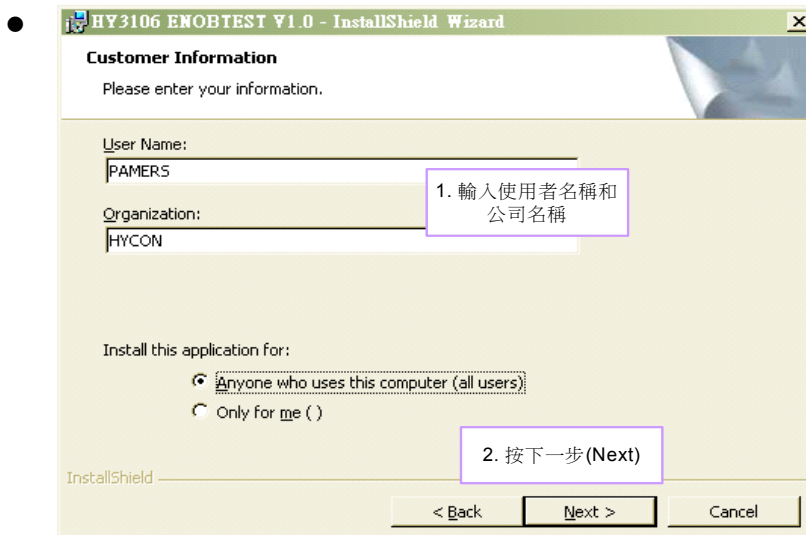 HY3106 ENOBTEST V1.0 - InstallShield Wizard
Customer Information
Please enter your information.
User Name:
PAMERS
1. 輸入使用者名稱和
公司名稱
Organization:
HYCON
Install this application for:
Anyone who uses this computer (all users)
Only for me ( )
2. 按下一步(Next)
InstallShield
< Back
Next >
Cancel